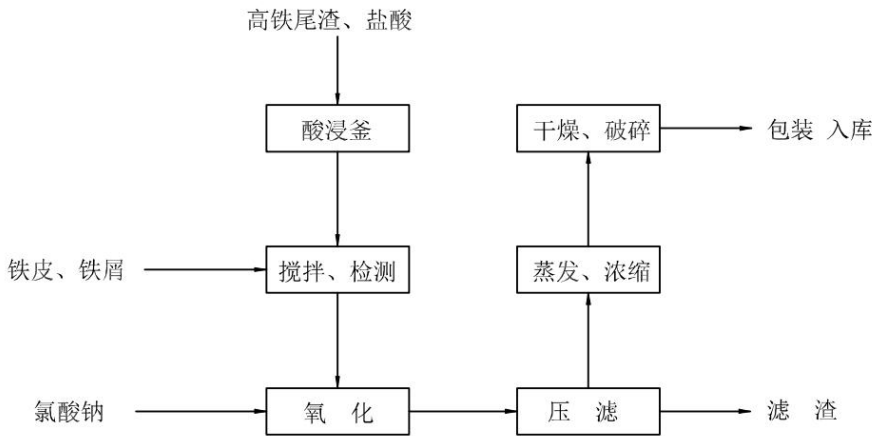 高铁尾渣、盐酸
酸浸釜
干燥、破碎
包装 入库
铁皮、铁屑
搅拌、检测
蒸发、浓缩
氯酸钠
氧 化
压 滤
滤 渣